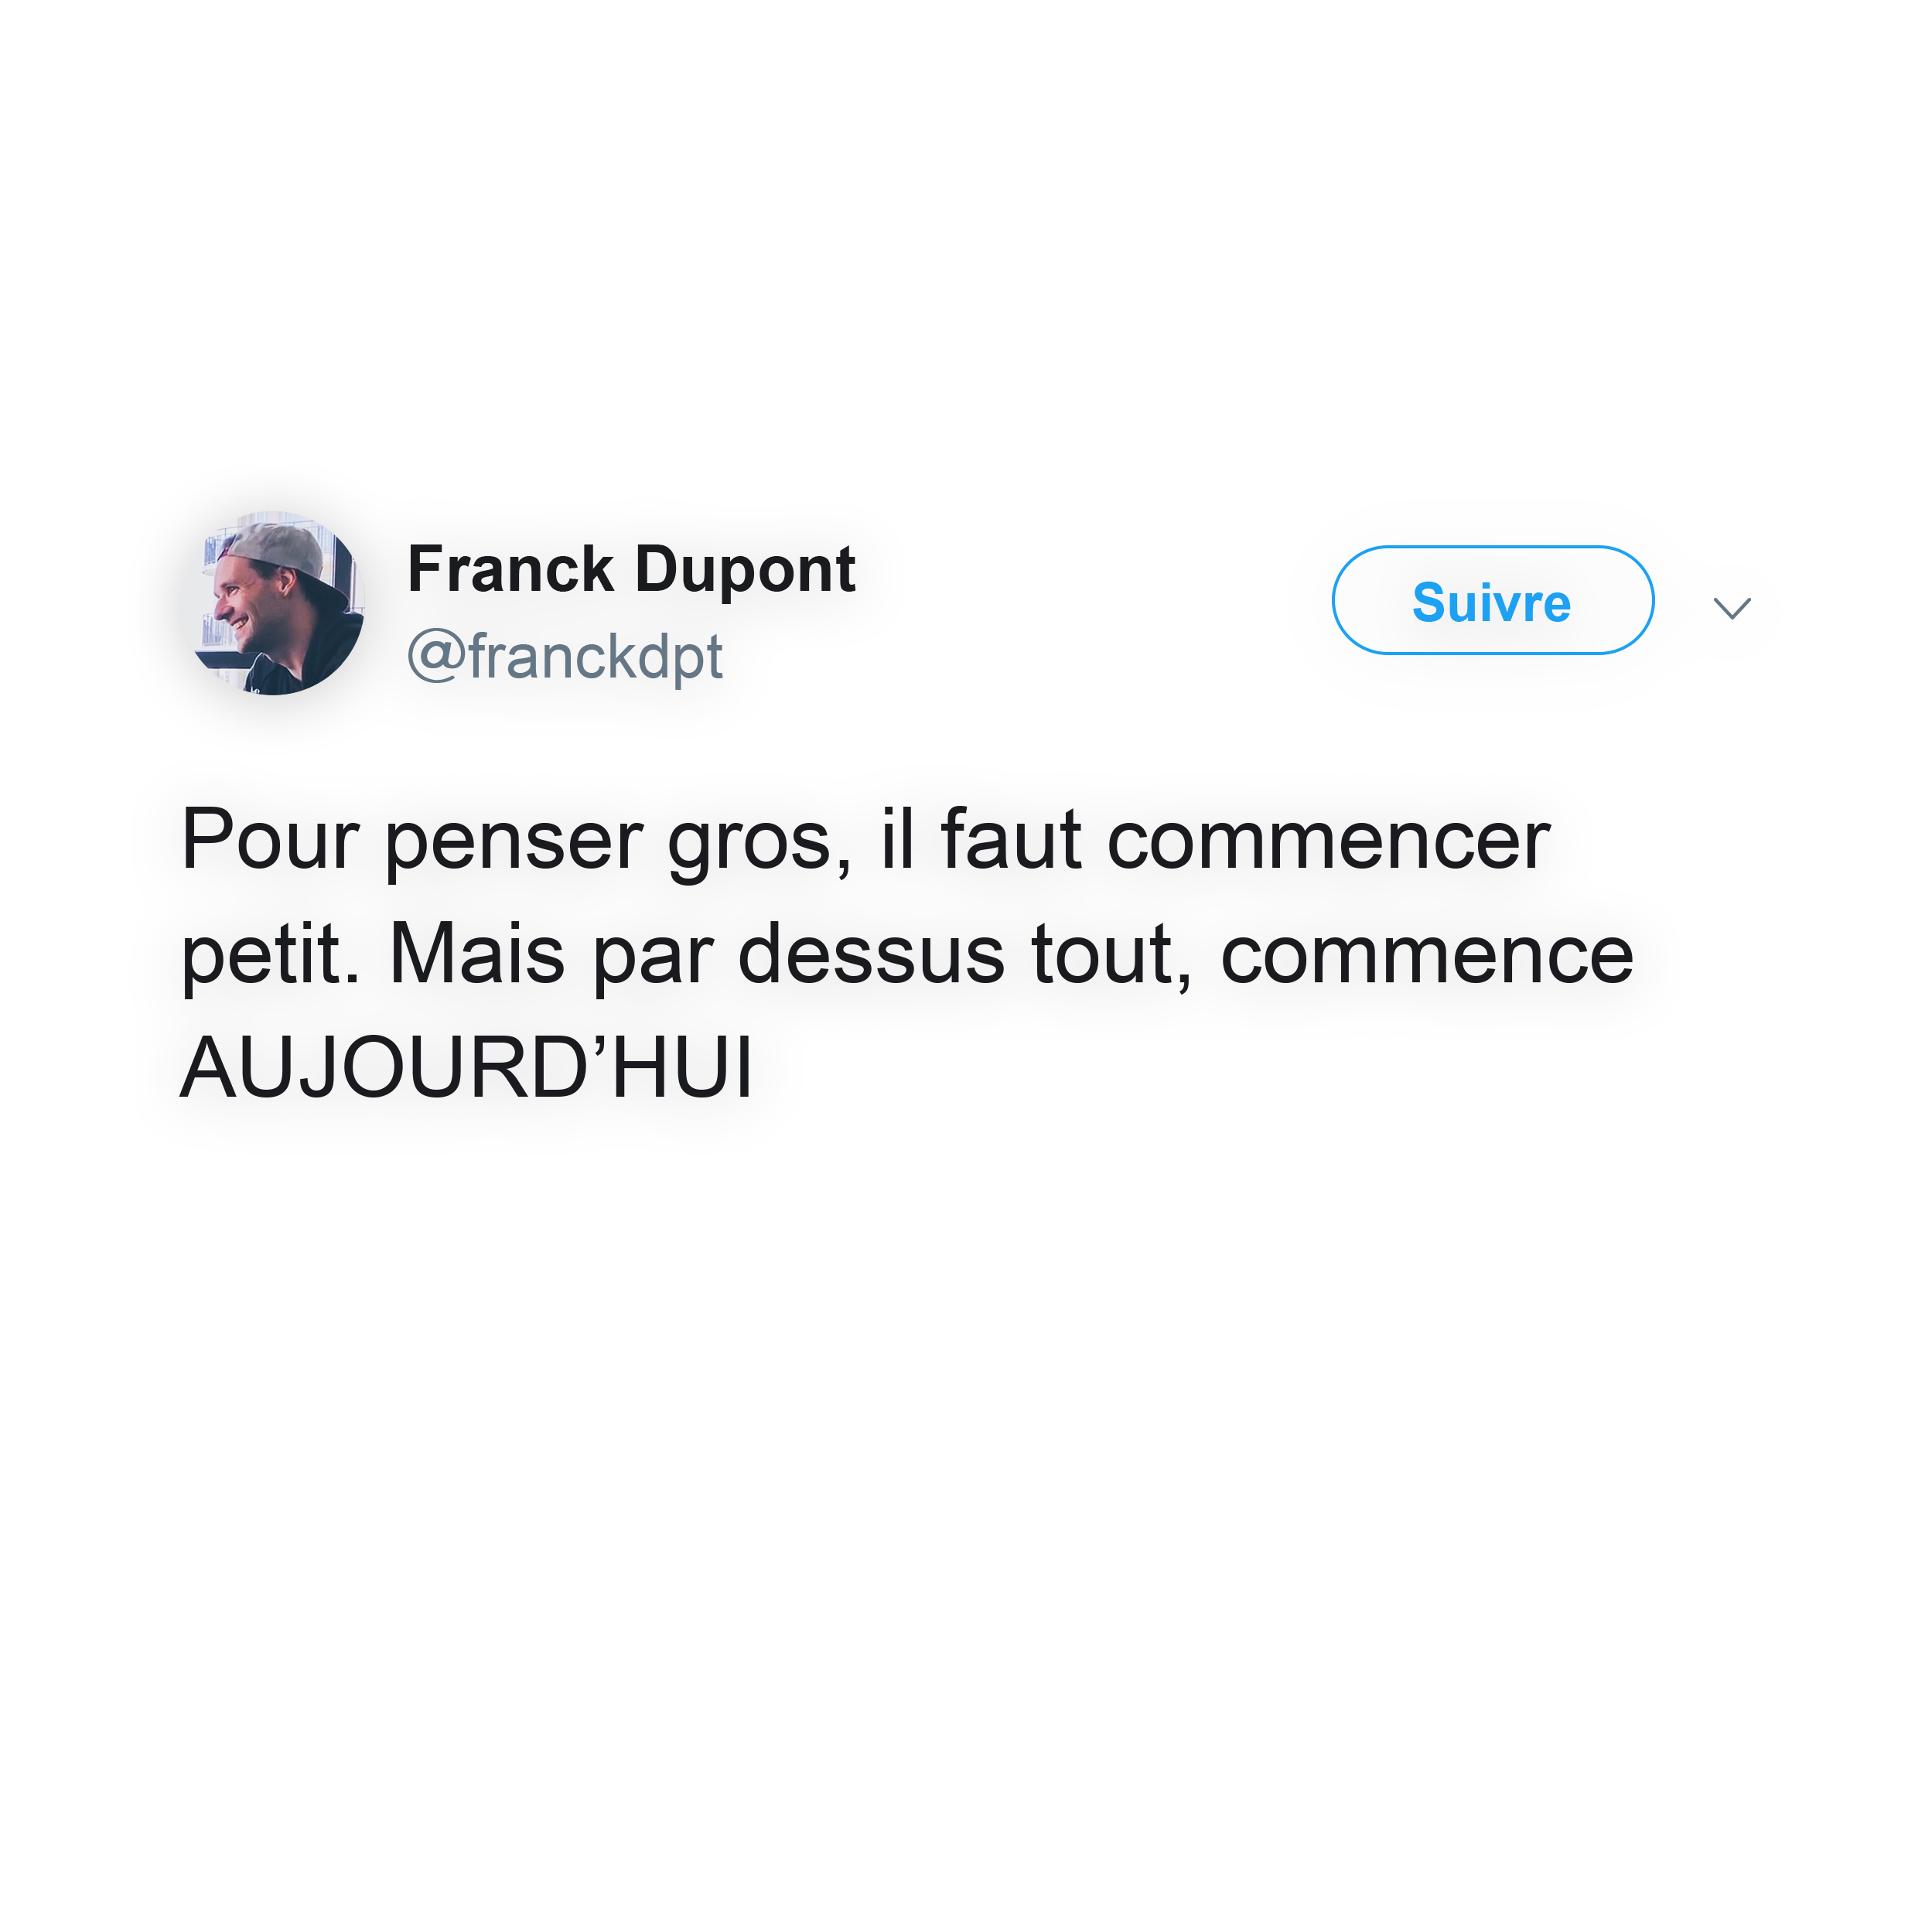 Franck Dupont
@franckdpt
Suivre
Pour penser gros, il faut commencer
petit. Mais par dessus tout, commence
AUJOURD’HUI